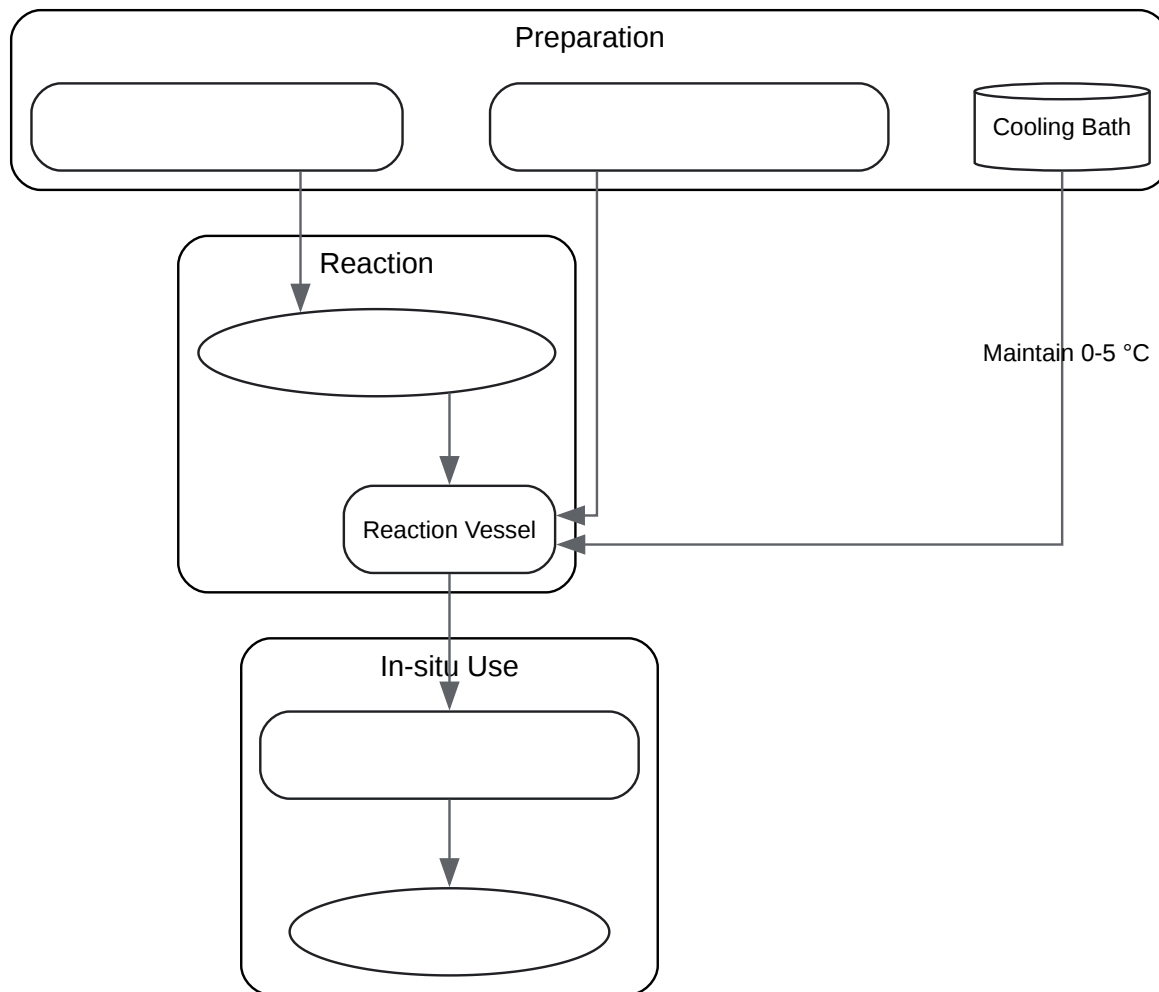 Preparation
Cooling Bath
Reaction
Maintain 0-5 °C
Reaction Vessel
In-situ Use